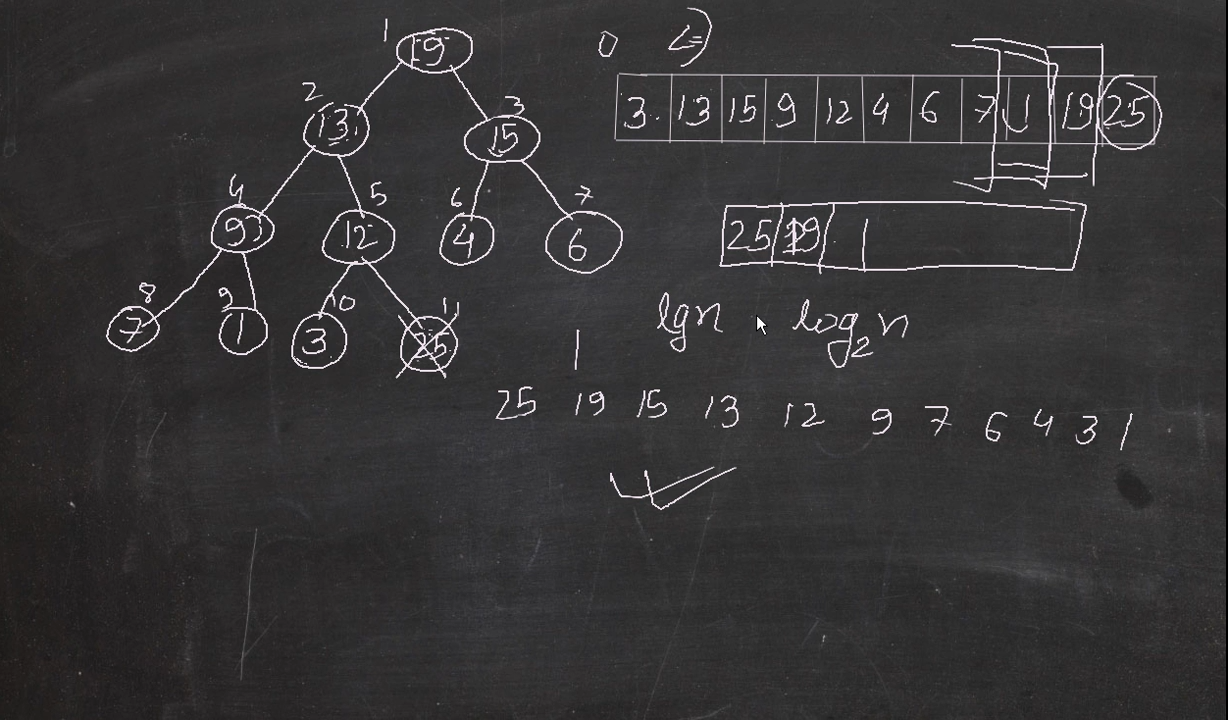 1
19
0 <=)
2 3
13 15
3 13 15 9 12 4 6 7 1 19 25
4 5 6 7
9 12 4 6
25 19 1
8 9 10 11
7 1 3 25
lgn log₂n
1
25 19 15 13 12 9 7 6 4 3 1